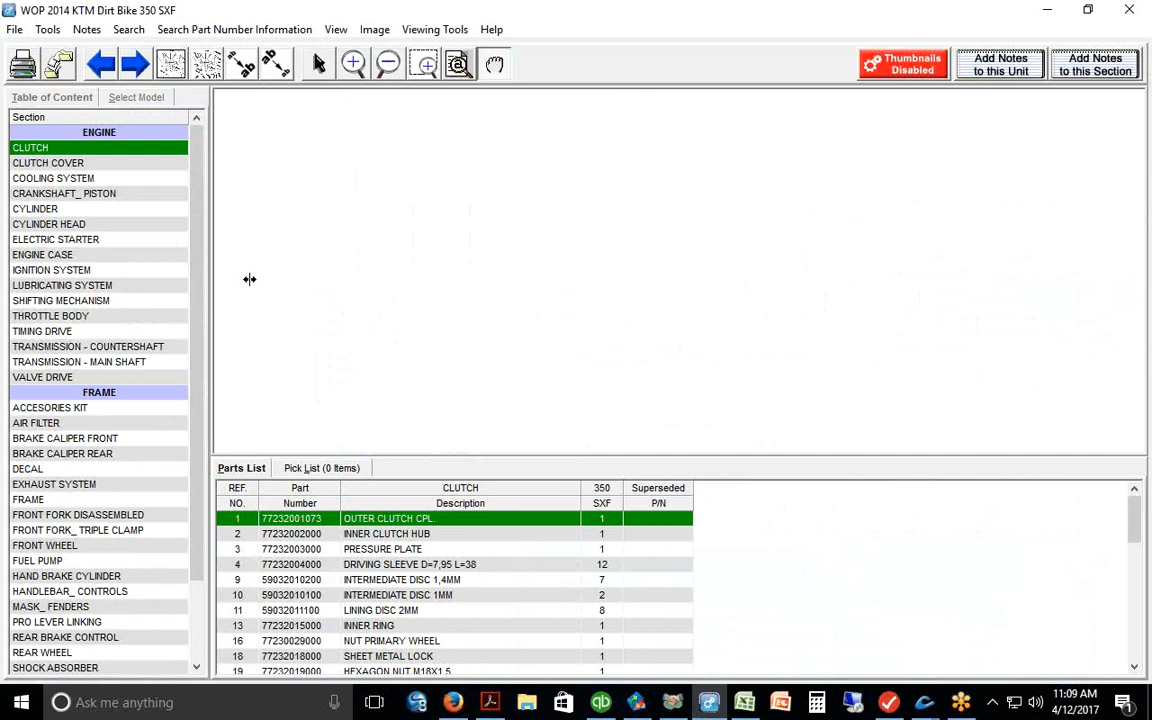 WOP 2014 KTM Dirt Bike 350 SXF
File Tools Notes Search Search Part Number Information View Image Viewing Tools Help
Thumbnails
Disabled
Add Notes
to this Unit
Add Notes
to this Section
Table of Content Select Model
Section
ENGINE
CLUTCH
CLUTCH COVER
COOLING SYSTEM
CRANKSHAFT_ PISTON
CYLINDER
CYLINDER HEAD
ELECTRIC STARTER
ENGINE CASE
IGNITION SYSTEM
LUBRICATING SYSTEM
SHIFTING MECHANISM
THROTTLE BODY
TIMING DRIVE
TRANSMISSION - COUNTERSHAFT
TRANSMISSION - MAIN SHAFT
VALVE DRIVE
FRAME
ACCESORIES KIT
AIR FILTER
BRAKE CALIPER FRONT
BRAKE CALIPER REAR
DECAL
EXHAUST SYSTEM
FRAME
FRONT FORK DISASSEMBLED
FRONT FORK_ TRIPLE CLAMP
FRONT WHEEL
FUEL PUMP
HAND BRAKE CYLINDER
HANDLEBAR_ CONTROLS
MASK_ FENDERS
PRO LEVER LINKING
REAR BRAKE CONTROL
REAR WHEEL
SHOCK ABSORBER
Parts List Pick List (0 Items)
REF. Part CLUTCH 350 Superseded
NO. Number Description SXF P/N
1 77232001073 OUTER CLUTCH CPL. 1
2 77232002000 INNER CLUTCH HUB 1
3 77232003000 PRESSURE PLATE 1
4 77232004000 DRIVING SLEEVE D=7,95 L=38 12
9 59032010200 INTERMEDIATE DISC 1,4MM 7
10 59032010100 INTERMEDIATE DISC 1MM 2
11 59032011100 LINING DISC 2MM 8
13 77232015000 INNER RING 1
16 77230029000 NUT PRIMARY WHEEL 1
18 77232018000 SHEET METAL LOCK 1
19 77232019000 HEXAGON NUT M18X1,5 1
Ask me anything
11:09 AM
4/12/2017
1